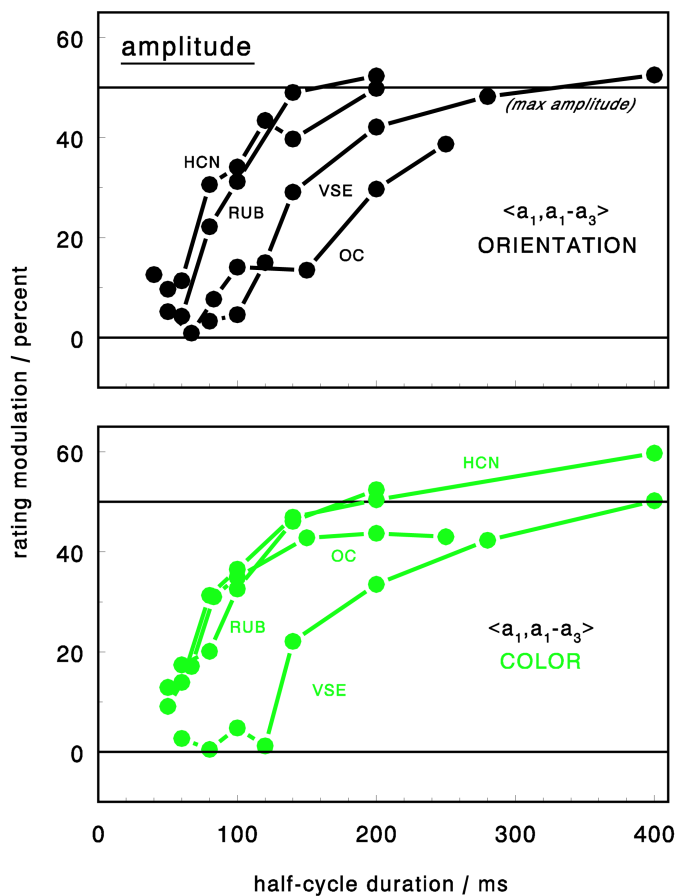 60
amplitude
40
20
0
(max amplitude)
HCN
RUB
VSE
OC
<a₁,a₁-a₃>
ORIENTATION
rating modulation / percent
60
40
20
0
HCN
OC
RUB
VSE
<a₁,a₁-a₃>
COLOR
0 100 200 300 400
half-cycle duration / ms